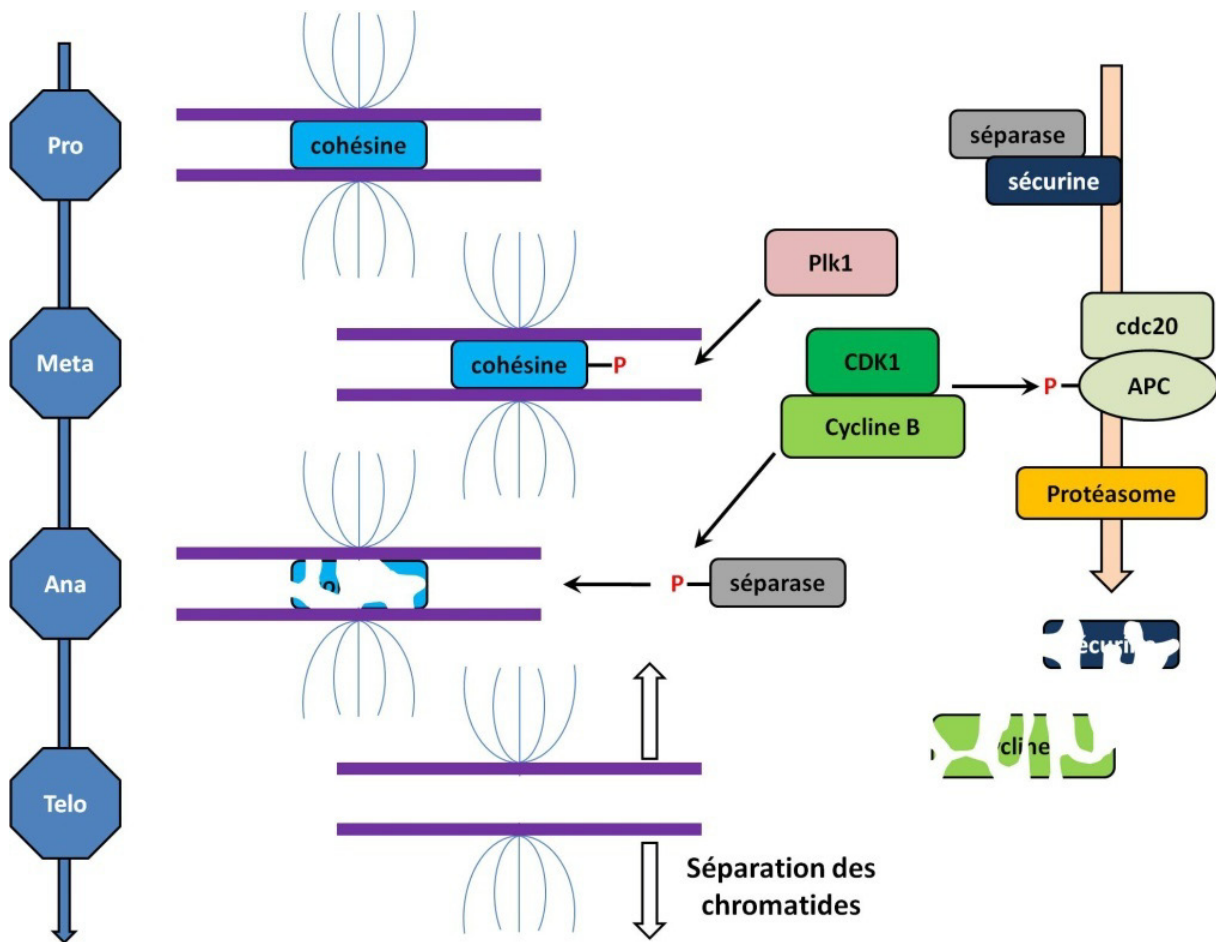 Pro
cohésine
séparase
sécurine
Plk1
Meta
cohésine
P
CDK1
Cycline B
P
cdc20
APC
Protéasome
Ana
P
séparase
Telo
Séparation des
chromatides